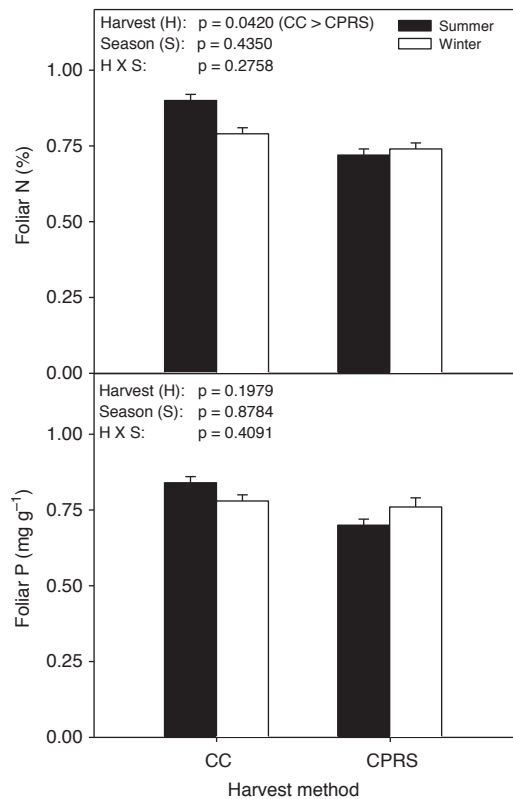 Harvest (H): p = 0.0420 (CC > CPRS)
Season (S): p = 0.4350
H X S: p = 0.2758
Summer
Winter
1.00
0.75
0.50
0.25
0.00
Foliar N (%)
Harvest (H): p = 0.1979
Season (S): p = 0.8784
H X S: p = 0.4091
1.00
0.75
0.50
0.25
0.00
Foliar P (mg g⁻¹)
CC CPRS
Harvest method